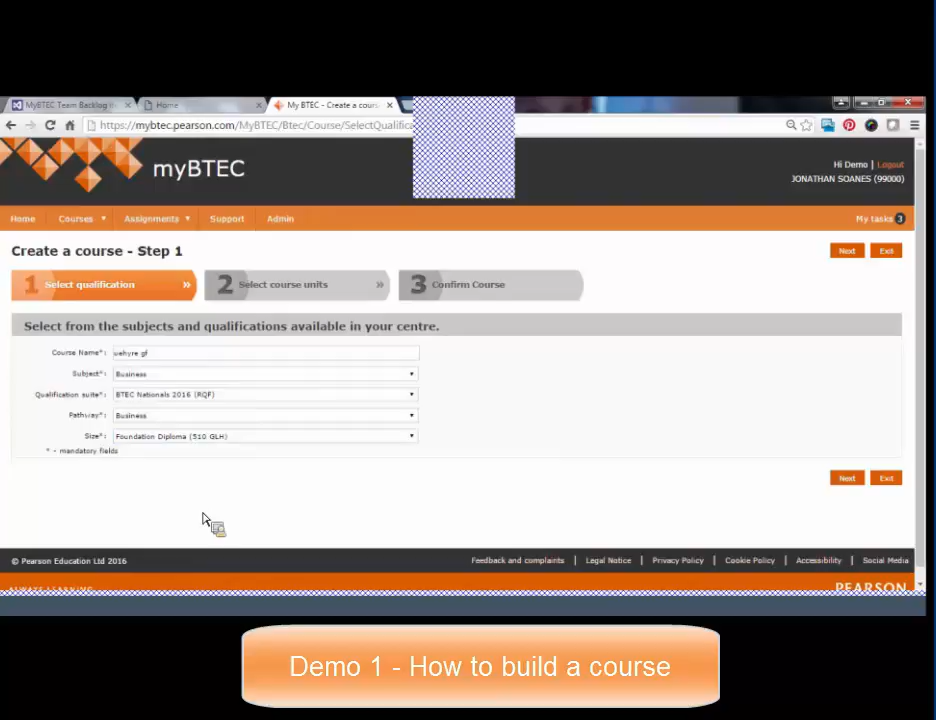 MyBTEC Team Backlog
Home
My BTEC - Create a cours
https://mybtec.pearson.com/MyBTEC/Btec/Course/SelectQualifica
myBTEC
Hi Demo | Logout
JONATHAN SOANES (99000)
Home Courses Assignments Support Admin My tasks 3
Create a course - Step 1
Next Exit
1 Select qualification » 2 Select course units » 3 Confirm Course
Select from the subjects and qualifications available in your centre.
Course Name*: uehyre gf
Subject*: Business
Qualification suite*: BTEC Nationals 2016 (RQF)
Pathway*: Business
Size*: Foundation Diploma (510 GLH)
* - mandatory fields
Next Exit
© Pearson Education Ltd 2016
Feedback and complaints | Legal Notice | Privacy Policy | Cookie Policy | Accessibility | Social Media
ALWAYS LEARNING
PEARSON
Demo 1 - How to build a course